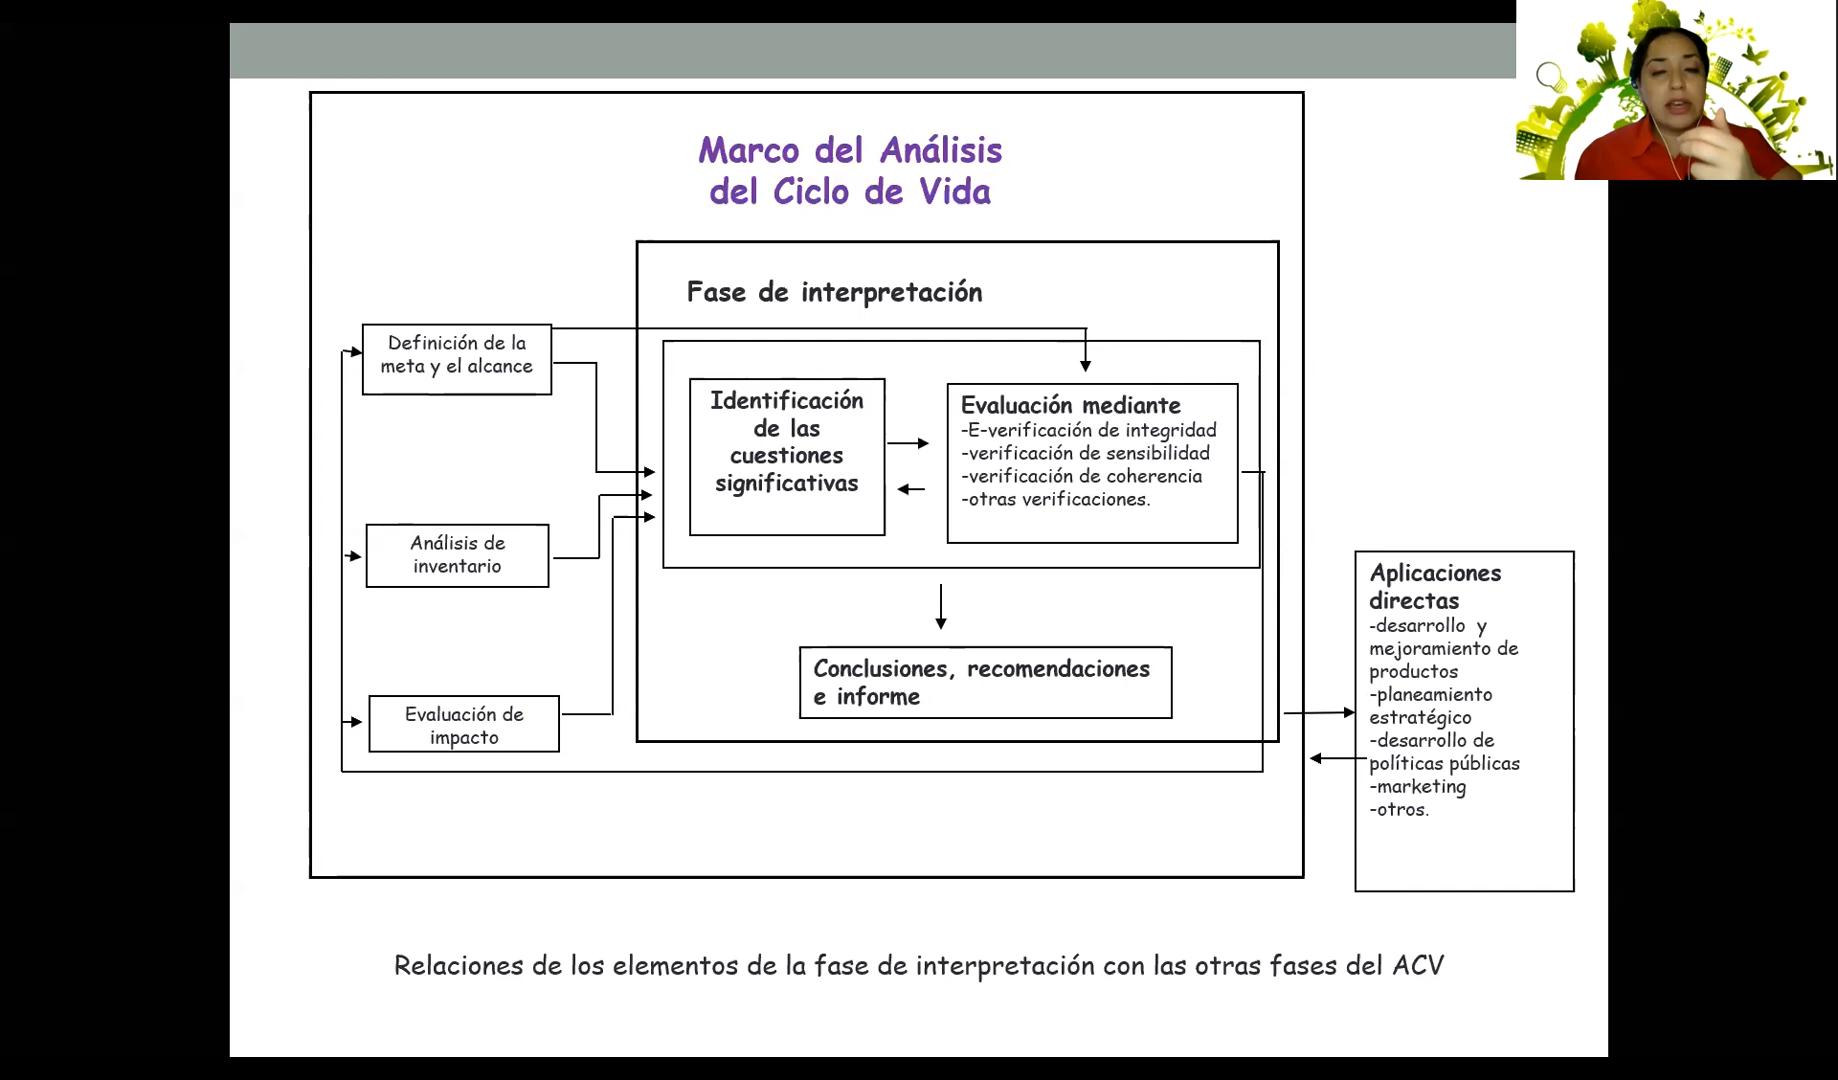 Marco del Análisis
del Ciclo de Vida
Fase de interpretación
Definición de la
meta y el alcance
Identificación
de las
cuestiones
significativas
Evaluación mediante
-E-verificación de integridad
-verificación de sensibilidad
-verificación de coherencia
-otras verificaciones.
Análisis de
inventario
Evaluación de
impacto
Conclusiones, recomendaciones
e informe
Aplicaciones
directas
-desarrollo y
mejoramiento de
productos
-planeamiento
estratégico
-desarrollo de
políticas públicas
-marketing
-otros.
Relaciones de los elementos de la fase de interpretación con las otras fases del ACV